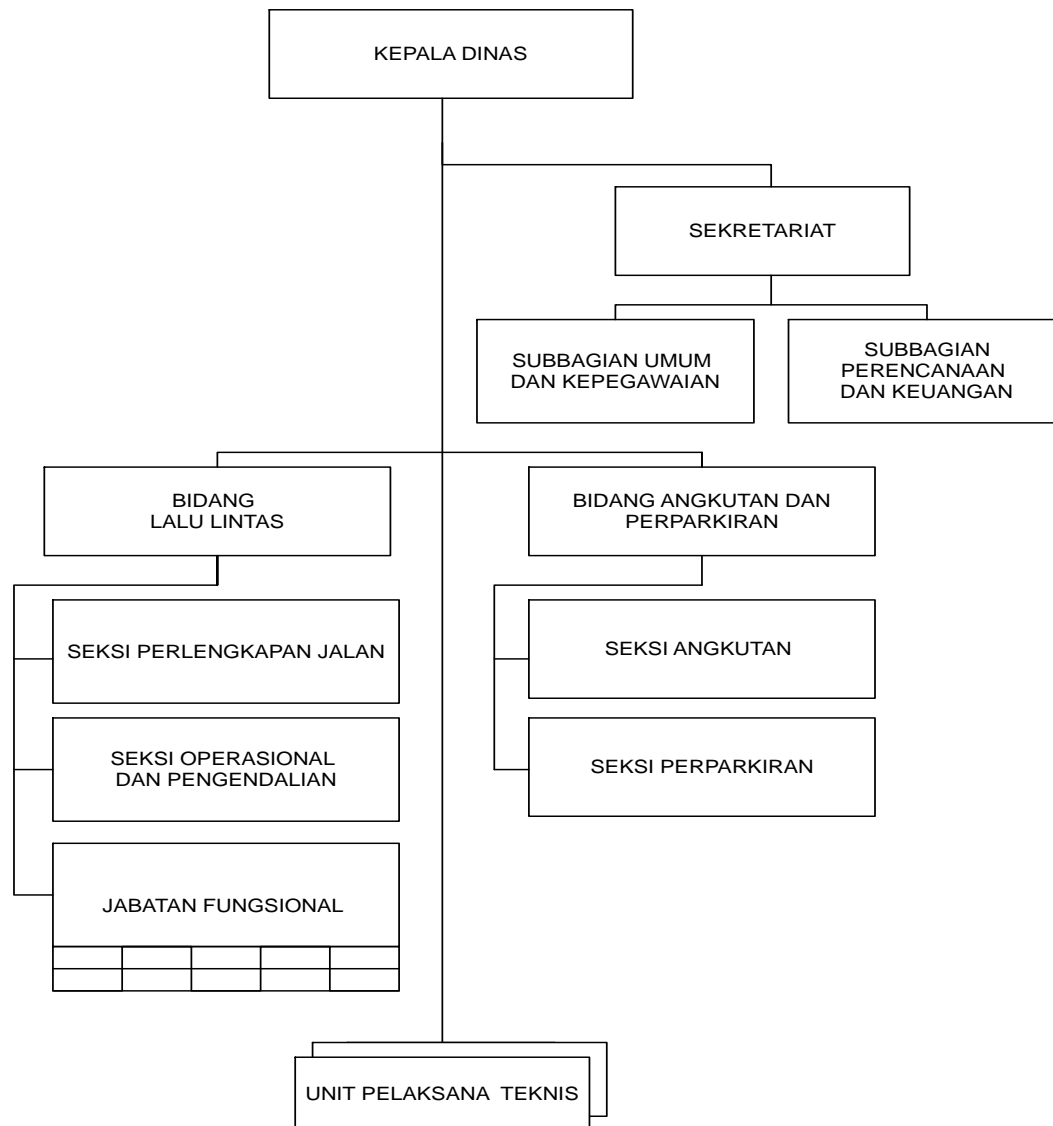 KEPALA DINAS
SEKRETARIAT
SUBBAGIAN UMUM
DAN KEPEGAWAIAN
SUBBAGIAN
PERENCANAAN
DAN KEUANGAN
BIDANG
LALU LINTAS
BIDANG ANGKUTAN DAN
PERPARKIRAN
SEKSI PERLENGKAPAN JALAN
SEKSI ANGKUTAN
SEKSI OPERASIONAL
DAN PENGENDALIAN
SEKSI PERPARKIRAN
JABATAN FUNGSIONAL
UNIT PELAKSANA TEKNIS